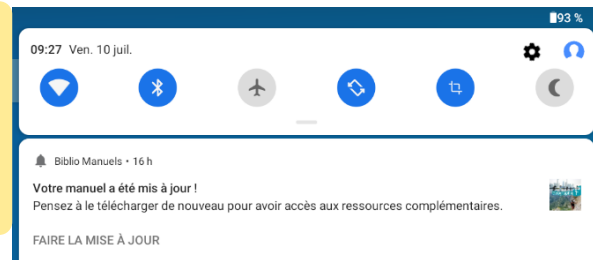 93 %
09:27 Ven. 10 juil.
Biblio Manuels • 16 h
Votre manuel a été mis à jour !
Pensez à le télécharger de nouveau pour avoir accès aux ressources complémentaires.
FAIRE LA MISE À JOUR